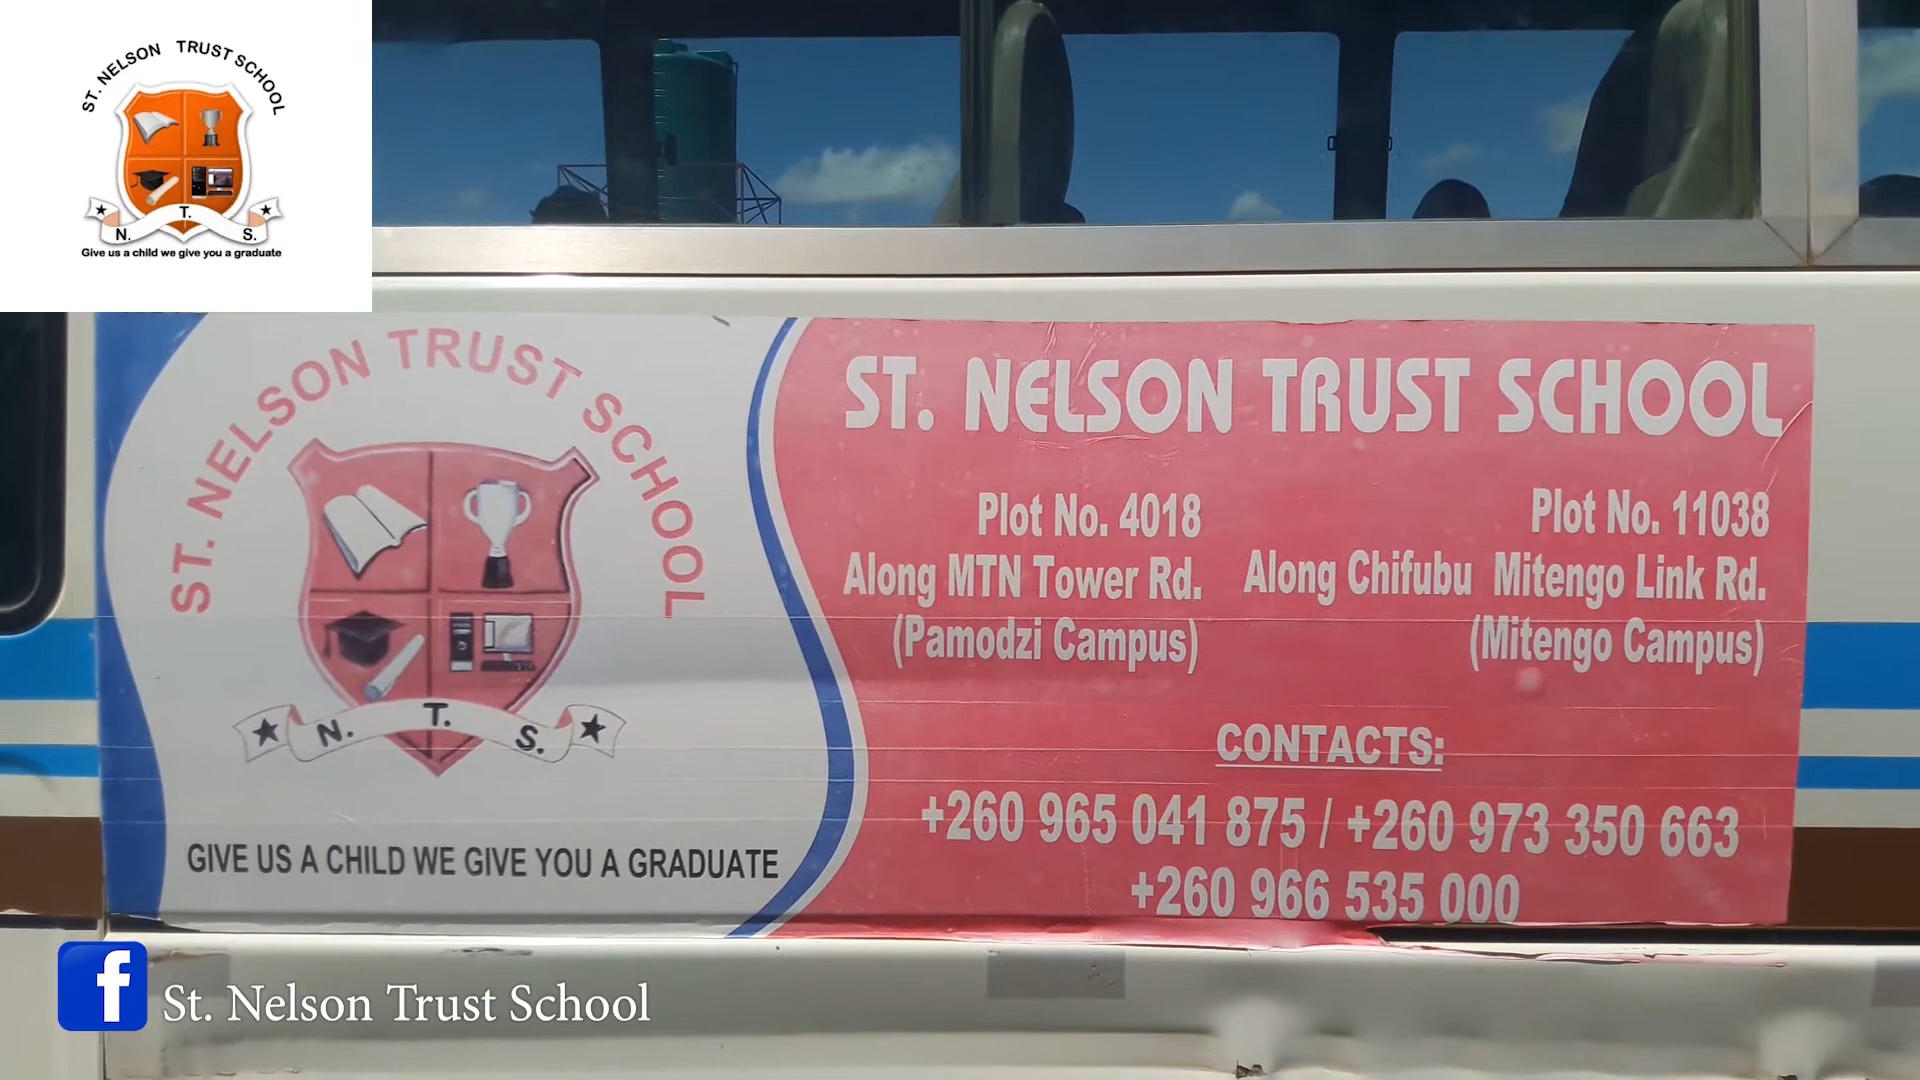 ST. NELSON TRUST SCHOOL
N. T. S.
Give us a child we give you a graduate
ST. NELSON TRUST SCHOOL
N. T. S.
GIVE US A CHILD WE GIVE YOU A GRADUATE
ST. NELSON TRUST SCHOOL
Plot No. 4018
Along MTN Tower Rd.
(Pamodzi Campus)
Plot No. 11038
Along Chifubu Mitengo Link Rd.
(Mitengo Campus)
CONTACTS:
+260 965 041 875 / +260 973 350 663
+260 966 535 000
f St. Nelson Trust School